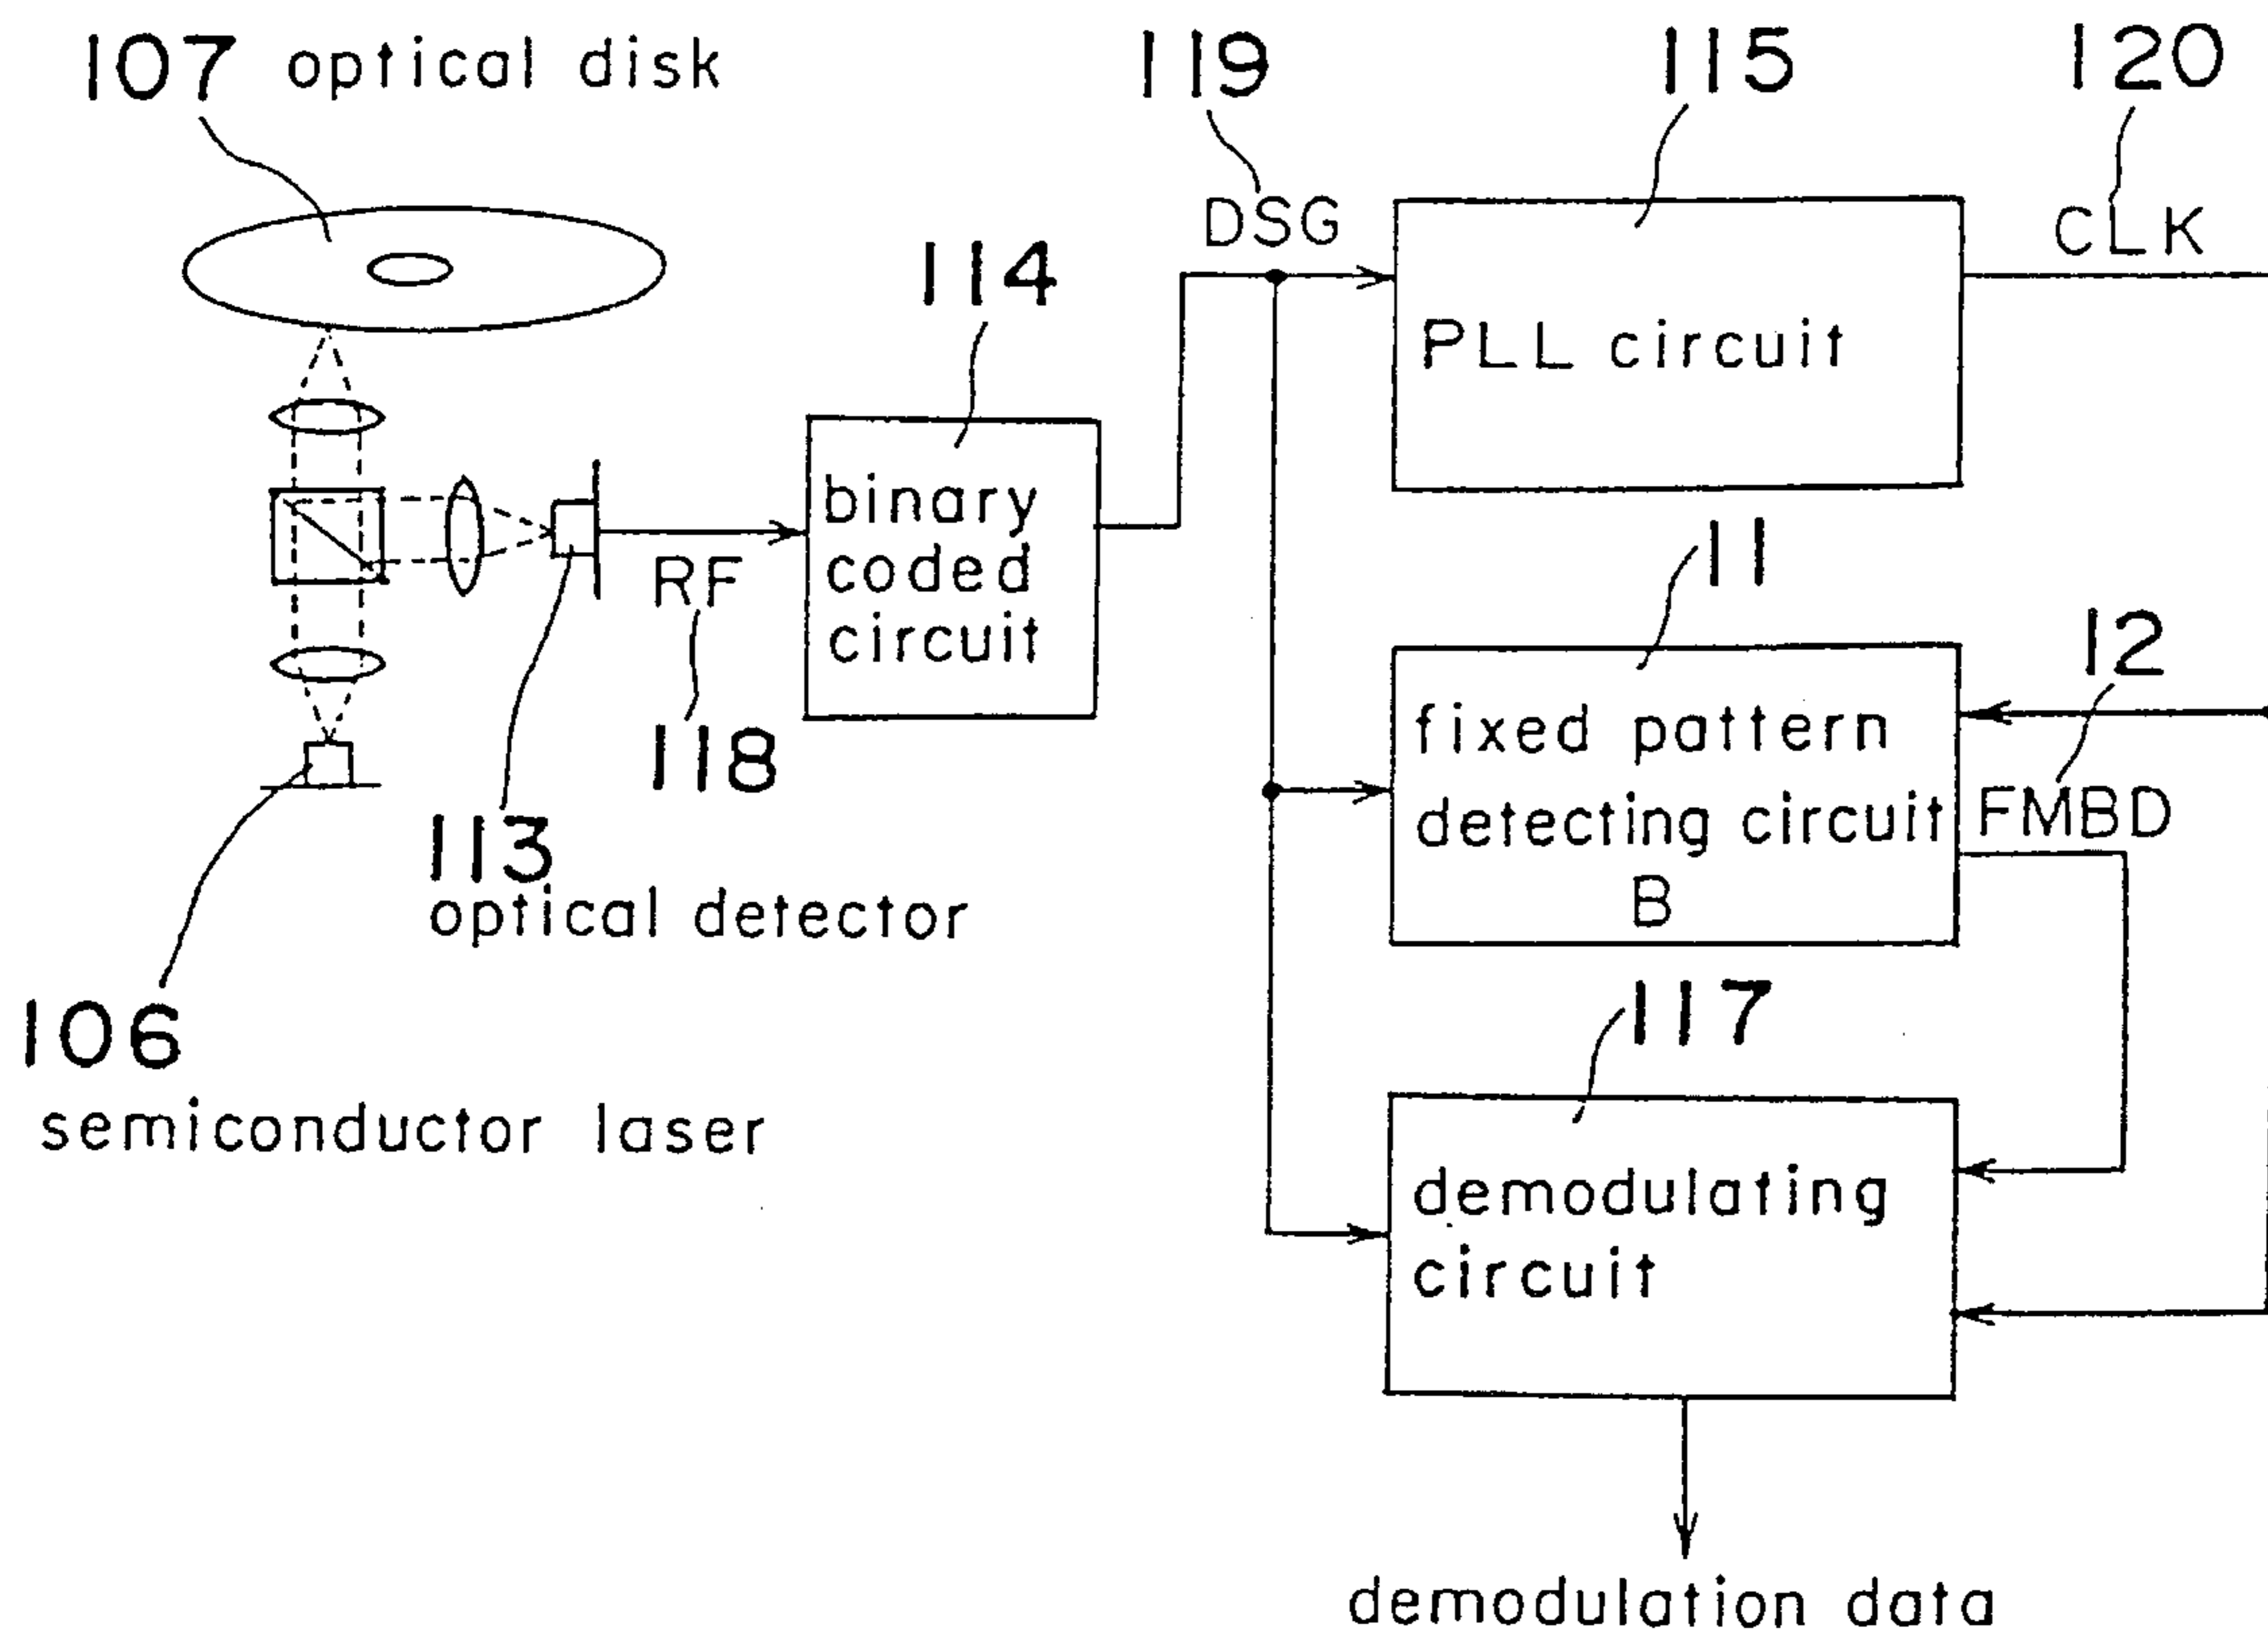 107 optical disk
119
115
120
DSG
CLK
114
PLL circuit
binary
coded
circuit
RF
118
11
12
fixed pattern
detecting circuit
B
FMBD
113
optical detector
106
semiconductor laser
117
demodulating
circuit
demodulation data